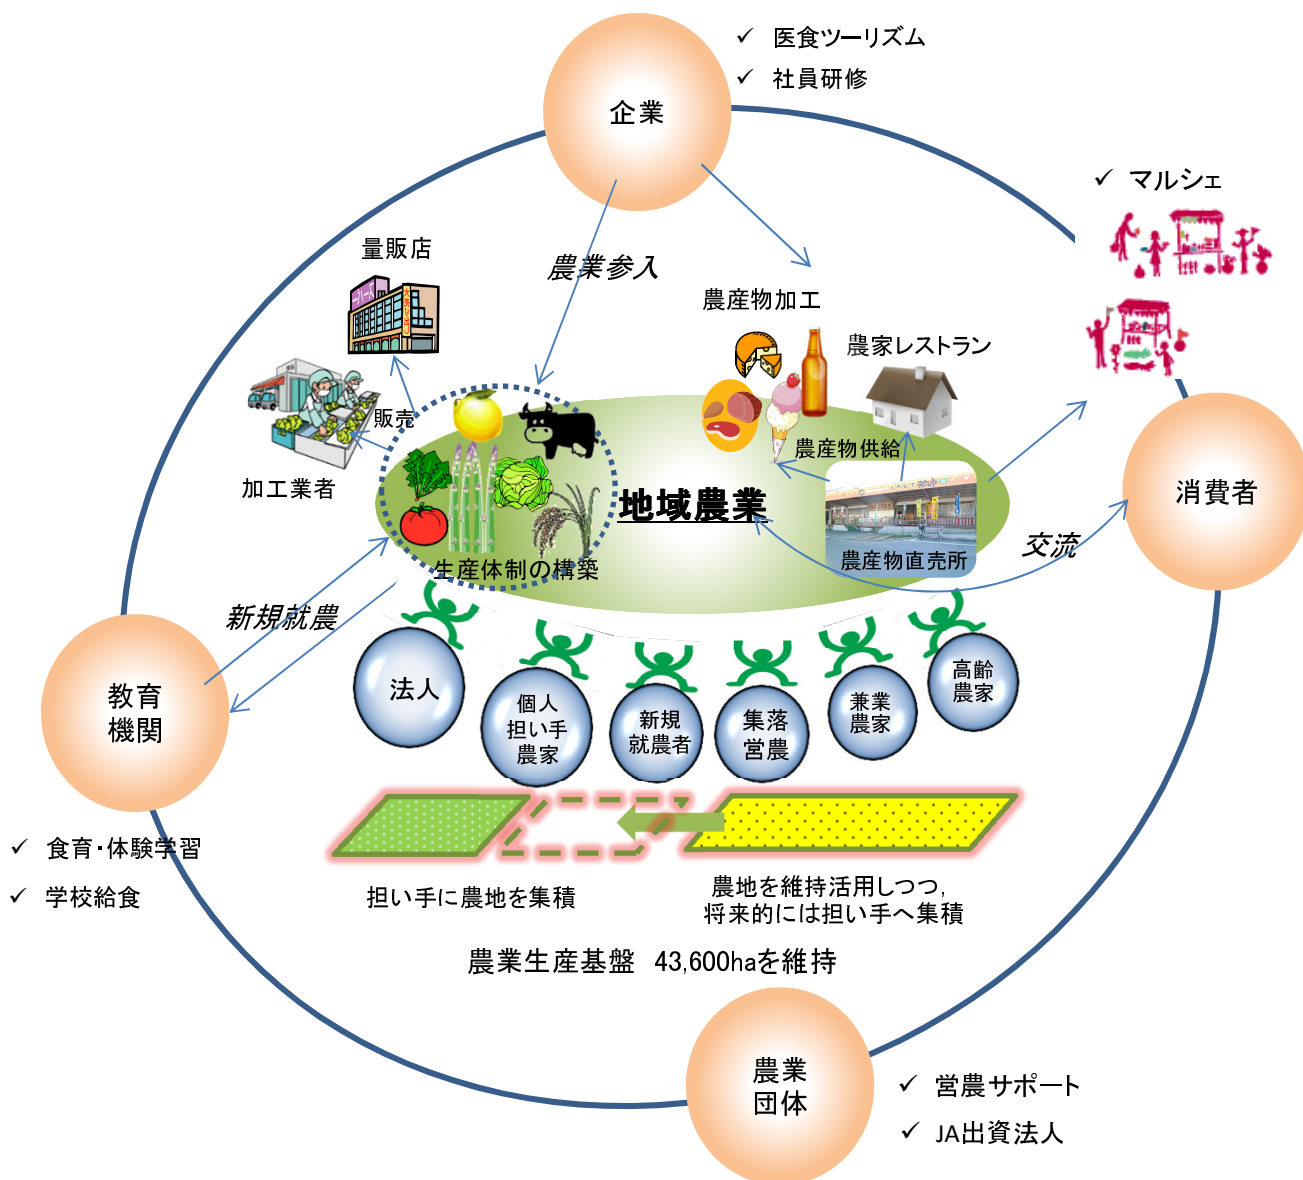 ✓ 医食ツーリズム
✓ 社員研修
企業
✓ マルシェ
量販店
農業参入
農産物加工
農家レストラン
販売
農産物供給
加工業者
地域農業
消費者
農産物直売所
交流
生産体制の構築
新規就農
教育
機関
法人
個人
担い手
農家
新規
就農者
集落
営農
兼業
農家
高齢
農家
✓ 食育・体験学習
✓ 学校給食
担い手に農地を集積
農地を維持活用しつつ,
将来的には担い手へ集積
農業生産基盤 43,600haを維持
農業
団体
✓ 営農サポート
✓ JA出資法人